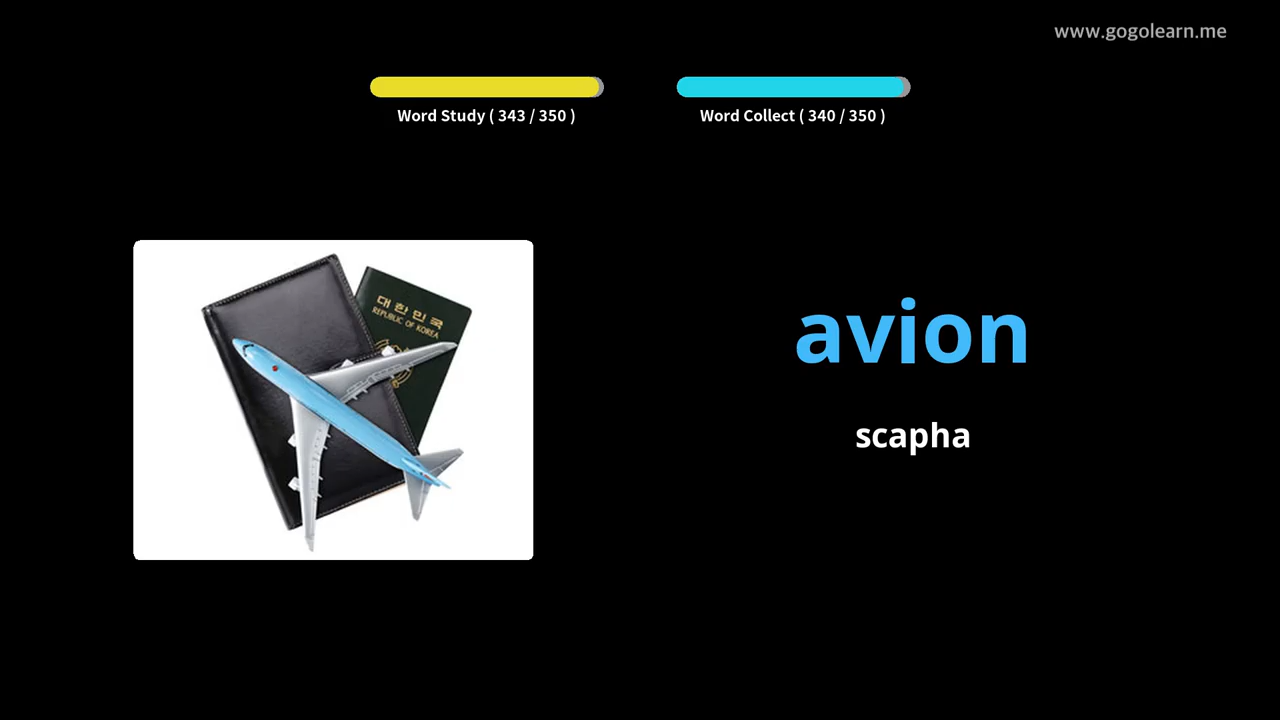 www.gogolearn.me
Word Study ( 343 / 350 )
Word Collect ( 340 / 350 )
대한민국
REPUBLIC OF KOREA
avion
scapha